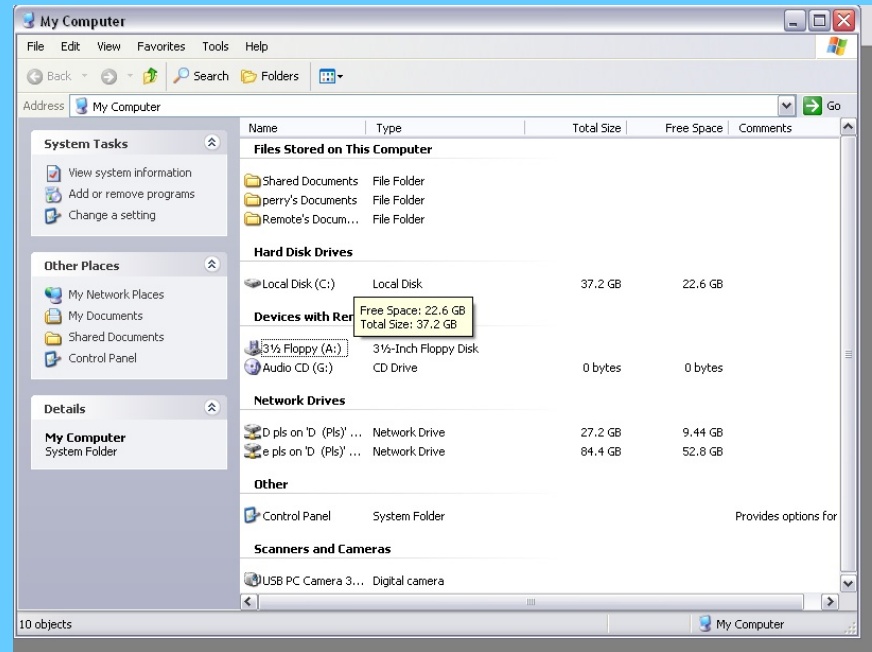 My Computer
File Edit View Favorites Tools Help
Back Search Folders
Address My Computer Go
System Tasks
View system information
Add or remove programs
Change a setting
Other Places
My Network Places
My Documents
Shared Documents
Control Panel
Details
My Computer
System Folder
Name Type Total Size Free Space Comments
Files Stored on This Computer
Shared Documents File Folder
perry's Documents File Folder
Remote's Docum... File Folder
Hard Disk Drives
Local Disk (C:) Local Disk 37.2 GB 22.6 GB
Free Space: 22.6 GB
Total Size: 37.2 GB
Devices with Rem
3½ Floppy (A:) 3½-Inch Floppy Disk
Audio CD (G:) CD Drive 0 bytes 0 bytes
Network Drives
D pls on 'D (Pls)' ... Network Drive 27.2 GB 9.44 GB
e pls on 'D (Pls)' ... Network Drive 84.4 GB 52.8 GB
Other
Control Panel System Folder Provides options for
Scanners and Cameras
USB PC Camera 3... Digital camera
10 objects My Computer